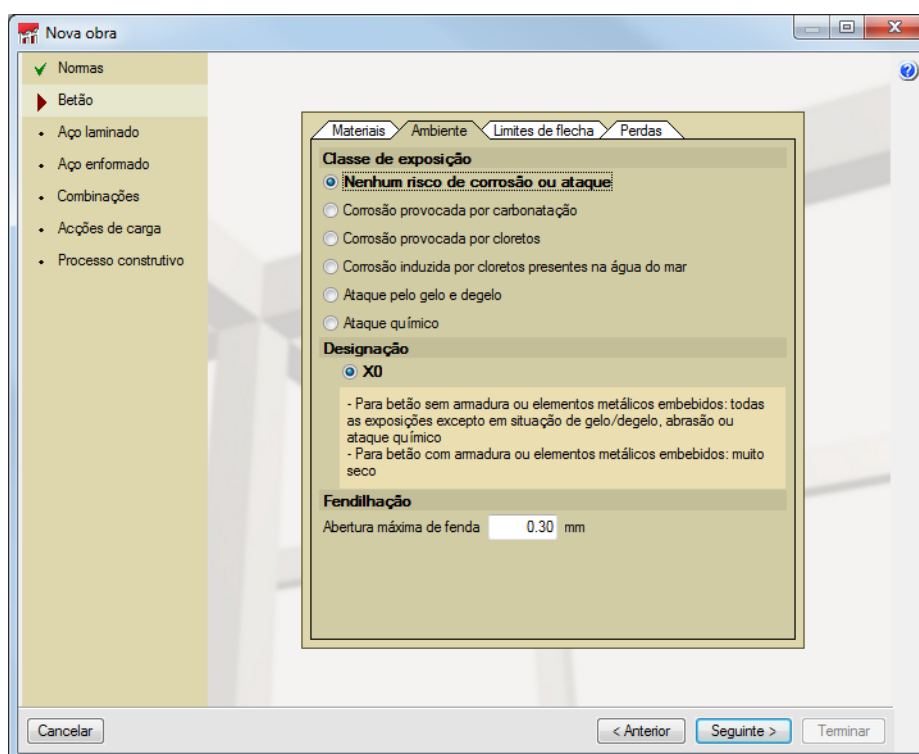 Nova obra
Normas
Betão
Aço laminado
Aço enformado
Combinações
Acções de carga
Processo construtivo
Materiais
Ambiente
Limites de flecha
Perdas
Classe de exposição
Nenhum risco de corrosão ou ataque
Corrosão provocada por carbonatação
Corrosão provocada por cloretos
Corrosão induzida por cloretos presentes na água do mar
Ataque pelo gelo e degelo
Ataque químico
Designação
X0
- Para betão sem armadura ou elementos metálicos embebidos: todas
as exposições excepto em situação de gelo/degelo, abrasão ou
ataque químico
- Para betão com armadura ou elementos metálicos embebidos: muito
seco
Fendilhação
Abertura máxima de fenda 0.30 mm
Cancelar
< Anterior
Seguinte >
Terminar